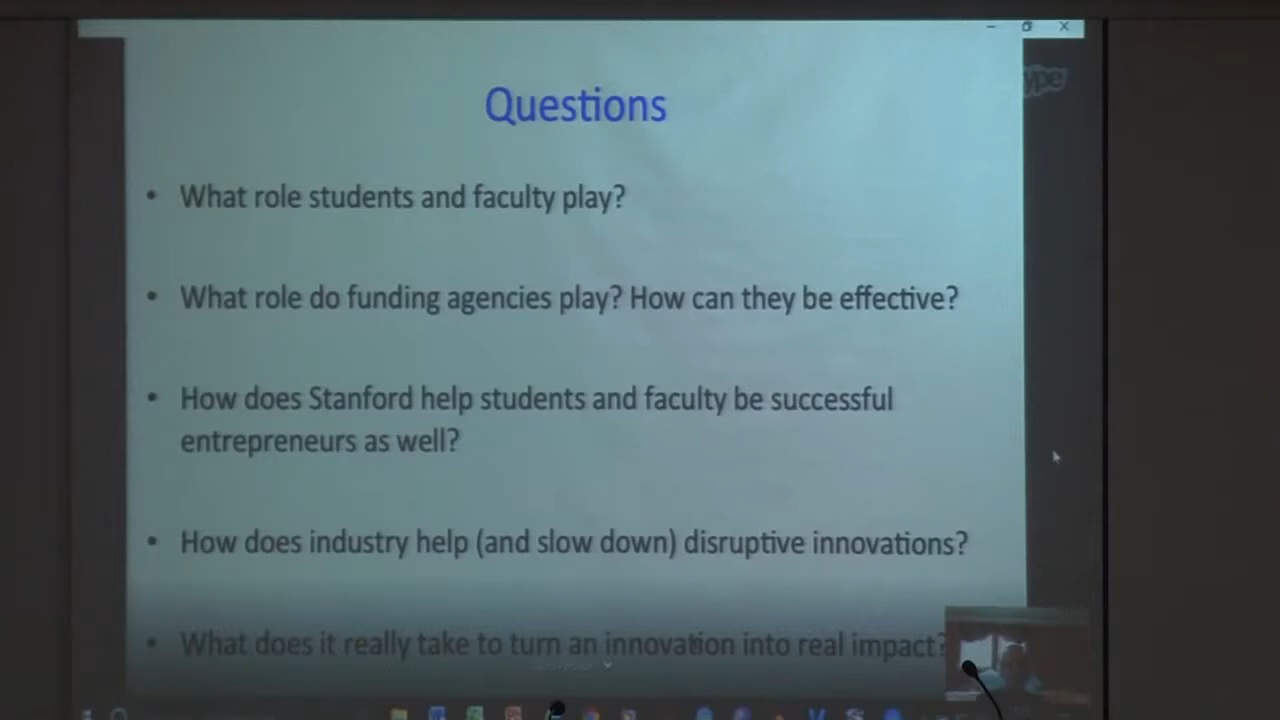 Questions
• What role students and faculty play?
• What role do funding agencies play? How can they be effective?
• How does Stanford help students and faculty be successful
entrepreneurs as well?
• How does industry help (and slow down) disruptive innovations?
• What does it really take to turn an innovation into real impact?